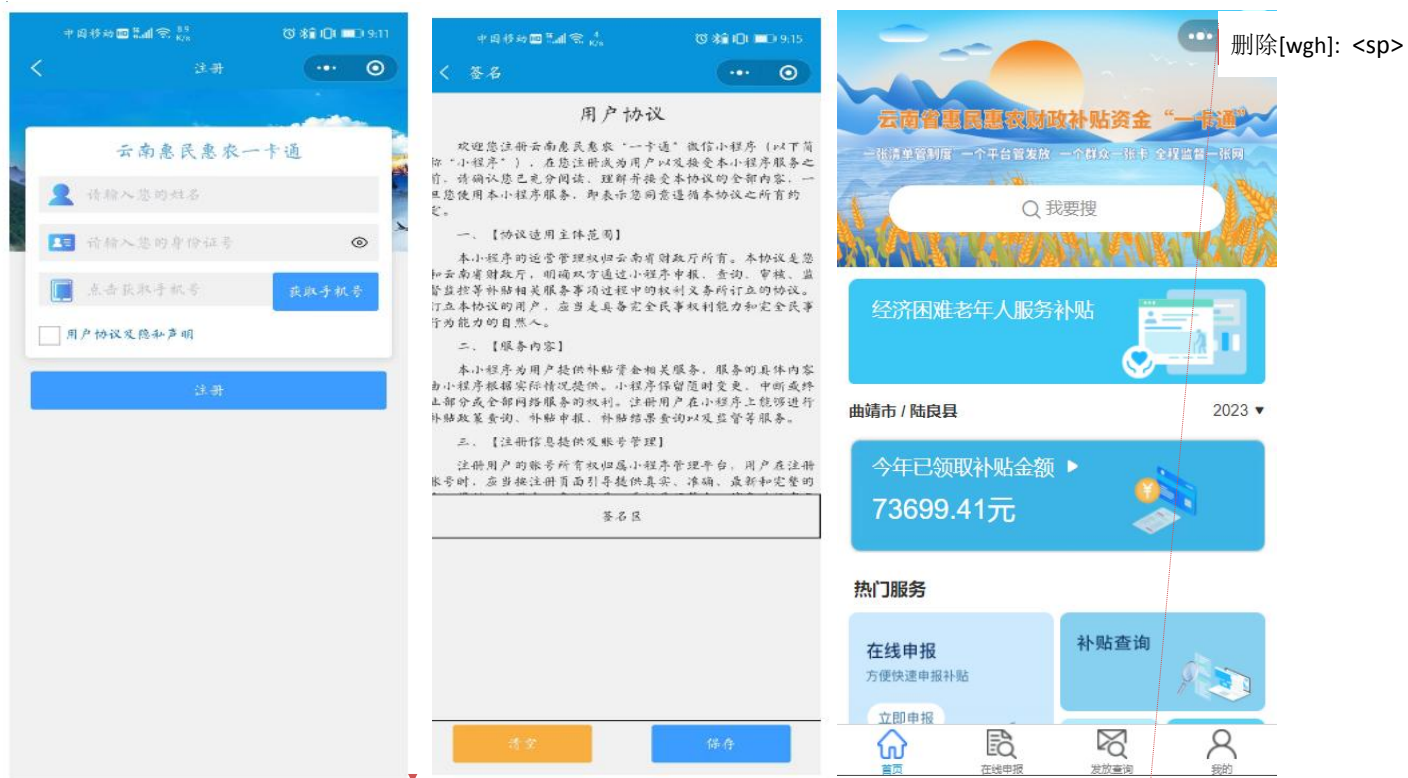 中国移动 HD 8.9 K/s 9:11
注册
云南惠民惠农一卡通
请输入您的姓名
请输入您的身份证号
点击获取手机号
获取手机号
用户协议及隐私声明
注册
中国移动 HD 4 K/s 9:15
签名
用户协议
欢迎您注册云南惠民惠农“一卡通”微信小程序（以下简
称“小程序”），在您注册成为用户以及接受本小程序服务之
前，请确认您已充分阅读、理解并接受本协议的全部内容，一
旦您使用本小程序服务，即表示您同意遵循本协议之所有约
定。
一、【协议适用主体范围】
本小程序的运营管理权归云南省财政厅所有。本协议是您
和云南省财政厅，明确双方通过小程序申报、查询、审核、监
督监控等补贴相关服务事项过程中的权利义务所订立的协议。
订立本协议的用户，应当是具备完全民事权利能力和完全民事
行为能力的自然人。
二、【服务内容】
本小程序为用户提供补贴资金相关服务，服务的具体内容
由小程序根据实际情况提供。小程序保留随时变更、中断或终
止部分或全部网络服务的权利。注册用户在小程序上能够进行
补贴政策查询、补贴申报、补贴结果查询以及监督等服务。
三、【注册信息提供及账号管理】
注册用户的账号所有权归属小程序管理平台，用户在注册
账号时，应当按注册页面引导提供真实、准确、最新和完整的
签名区
清空
保存
云南省惠民惠农财政补贴资金“一卡通”
一张清单管制度 一个平台管发放 一个群众一张卡 全程监督一张网
我要搜
经济困难老年人服务补贴
曲靖市 / 陆良县 2023 ▼
今年已领取补贴金额
73699.41元
热门服务
在线申报
方便快速申报补贴
立即申报
补贴查询
首页
在线申报
发放查询
我的
删除[wgh]: <sp>